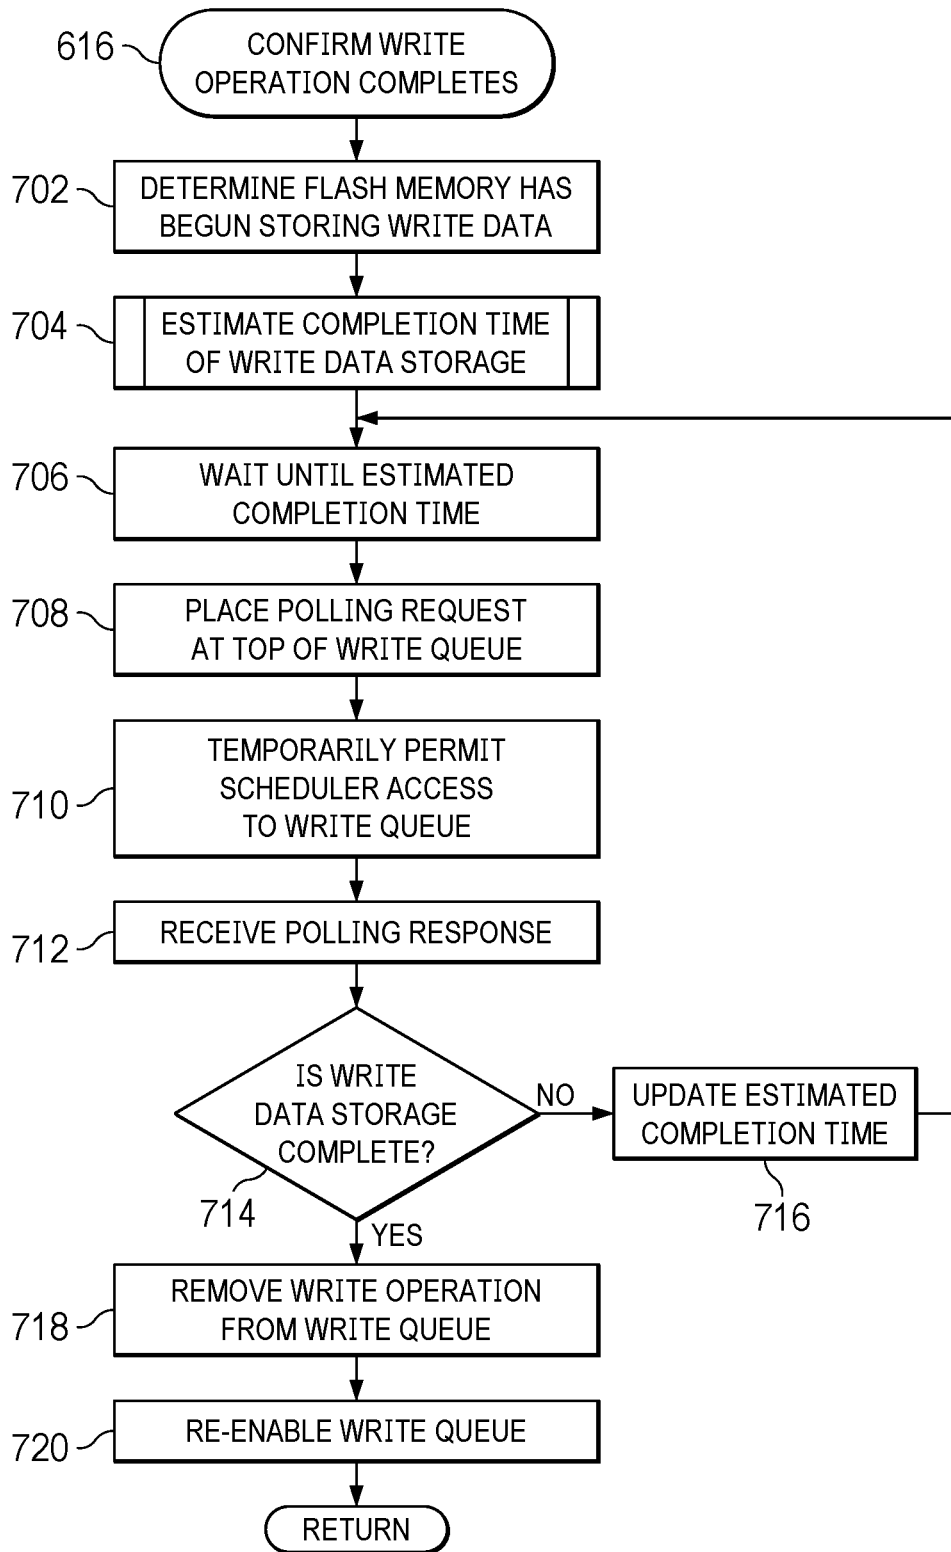 616
CONFIRM WRITE
OPERATION COMPLETES
702
DETERMINE FLASH MEMORY HAS
BEGUN STORING WRITE DATA
704
ESTIMATE COMPLETION TIME
OF WRITE DATA STORAGE
706
WAIT UNTIL ESTIMATED
COMPLETION TIME
708
PLACE POLLING REQUEST
AT TOP OF WRITE QUEUE
710
TEMPORARILY PERMIT
SCHEDULER ACCESS
TO WRITE QUEUE
712
RECEIVE POLLING RESPONSE
IS WRITE
DATA STORAGE
COMPLETE?
714
NO
UPDATE ESTIMATED
COMPLETION TIME
716
YES
718
REMOVE WRITE OPERATION
FROM WRITE QUEUE
720
RE-ENABLE WRITE QUEUE
RETURN